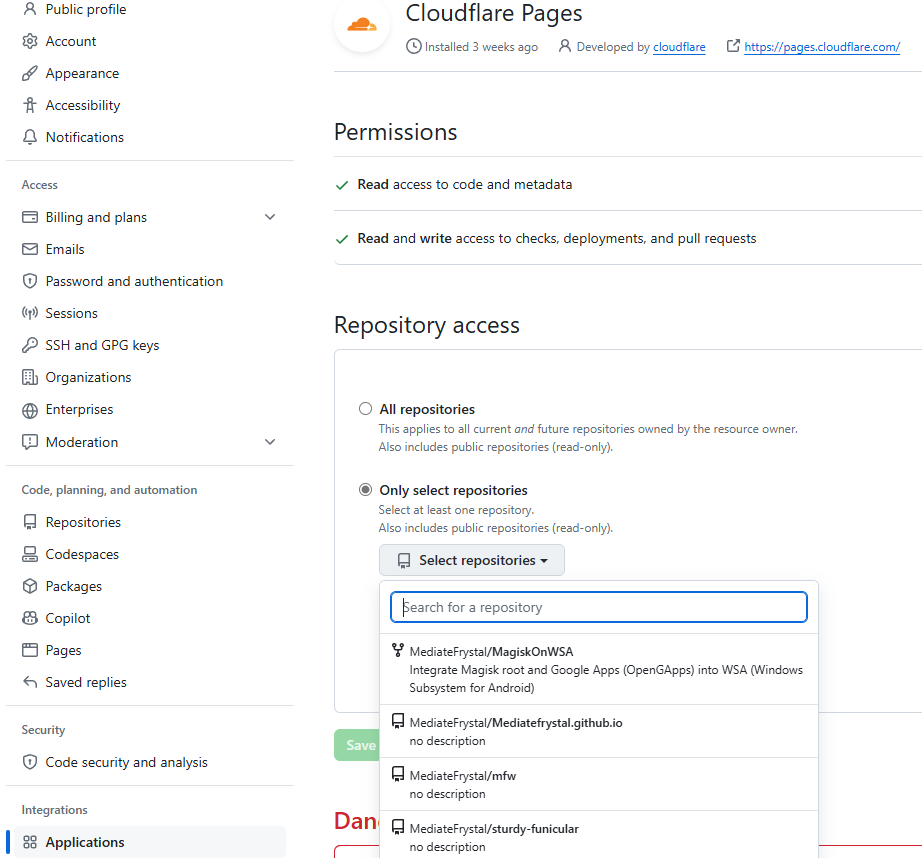 Public profile
Account
Appearance
Accessibility
Notifications
Access
Billing and plans
Emails
Password and authentication
Sessions
SSH and GPG keys
Organizations
Enterprises
Moderation
Code, planning, and automation
Repositories
Codespaces
Packages
Copilot
Pages
Saved replies
Security
Code security and analysis
Integrations
Applications
Cloudflare Pages
Installed 3 weeks ago
Developed by cloudflare
https://pages.cloudflare.com/
Permissions
Read access to code and metadata
Read and write access to checks, deployments, and pull requests
Repository access
All repositories
This applies to all current and future repositories owned by the resource owner.
Also includes public repositories (read-only).
Only select repositories
Select at least one repository.
Also includes public repositories (read-only).
Select repositories
Search for a repository
MediateFrystal/MagiskOnWSA
Integrate Magisk root and Google Apps (OpenGApps) into WSA (Windows
Subsystem for Android)
MediateFrystal/Mediatefrystal.github.io
no description
MediateFrystal/mfw
no description
MediateFrystal/sturdy-funicular
no description
Save